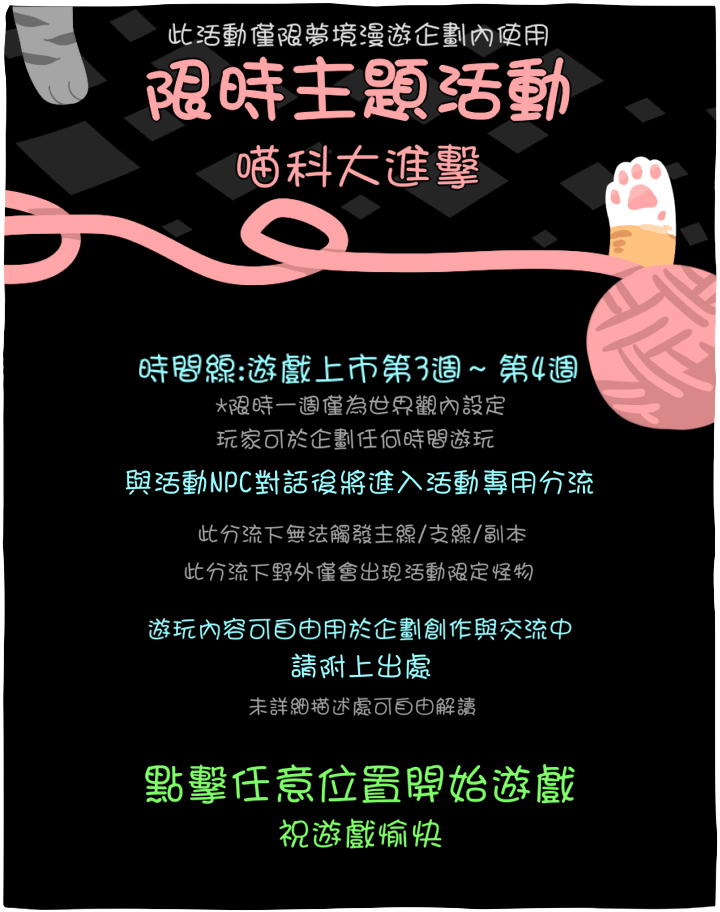 此活動僅限夢境漫遊企劃內使用
限時主題活動
喵科大進擊
時間線:遊戲上市第3週~第4週
*限時一週僅為世界觀內設定
玩家可於企劃任何時間遊玩
與活動NPC對話後將進入活動專用分流
此分流下無法觸發主線/支線/副本
此分流下野外僅會出現活動限定怪物
遊玩內容可自由用於企劃創作與交流中
請附上出處
未詳細描述處可自由解讀
點擊任意位置開始遊戲
祝遊戲愉快